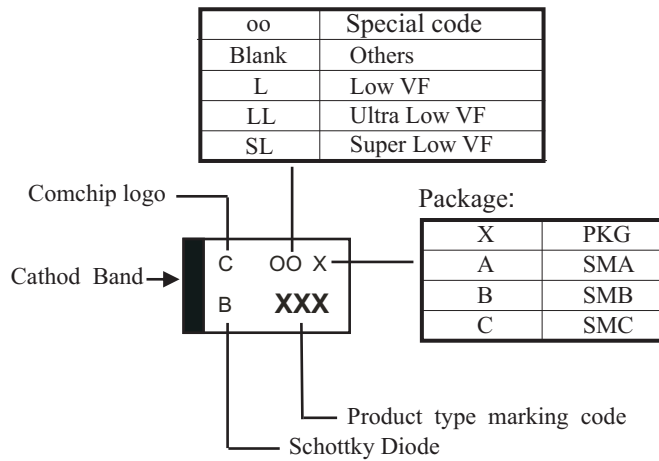 oo Special code
Blank Others
L Low VF
LL Ultra Low VF
SL Super Low VF
Comchip logo
Package:
X PKG
A SMA
B SMB
C SMC
Cathod Band
C OO X
B XXX
Product type marking code
Schottky Diode